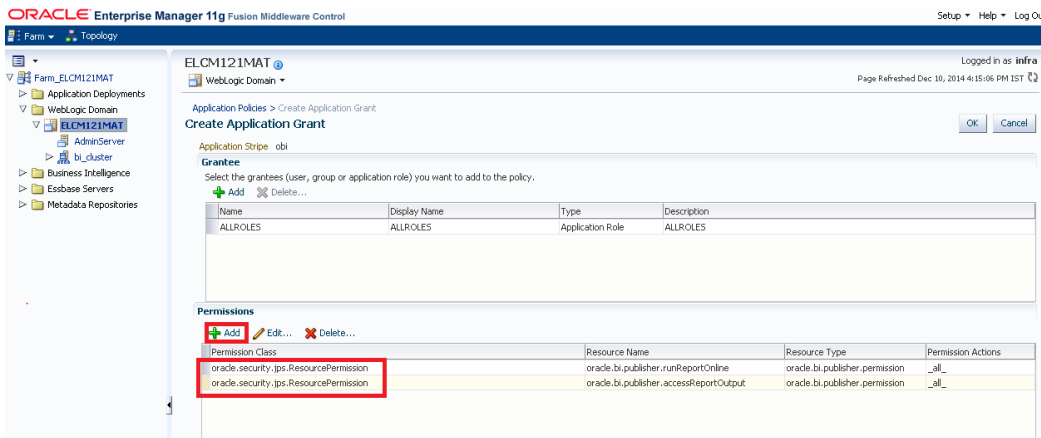 ORACLE Enterprise Manager 11g Fusion Middleware Control
Setup Help Log Ou
Farm Topology
ELCM121MAT
Logged in as infra
WebLogic Domain
Page Refreshed Dec 10, 2014 4:15:06 PM IST
Farm_ELCM121MAT
Application Deployments
WebLogic Domain
ELCM121MAT
AdminServer
bi_cluster
Business Intelligence
Essbase Servers
Metadata Repositories
Application Policies > Create Application Grant
Create Application Grant
OK Cancel
Application Stripe obi
Grantee
Select the grantees (user, group or application role) you want to add to the policy.
Add Delete...
Name Display Name Type Description
ALLROLES ALLROLES Application Role ALLROLES
Permissions
Add Edit... Delete...
Permission Class Resource Name Resource Type Permission Actions
oracle.security.jps.ResourcePermission oracle.bi.publisher.runReportOnline oracle.bi.publisher.permission _all_
oracle.security.jps.ResourcePermission oracle.bi.publisher.accessReportOutput oracle.bi.publisher.permission _all_